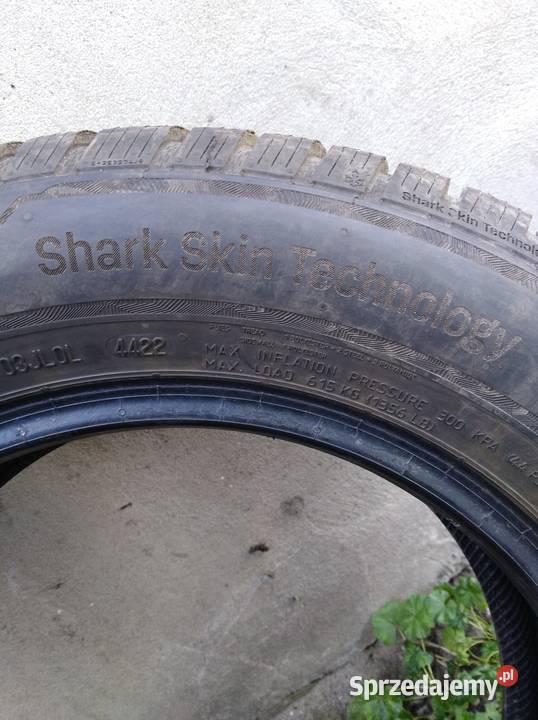 Shark Skin Technology
Shark Skin Technolo
03JL0L 4422
MAX. INFLATION PRESSURE 300 KPA
MAX. LOAD 615 KG (1356 LB)
Sprzedajemy.pl